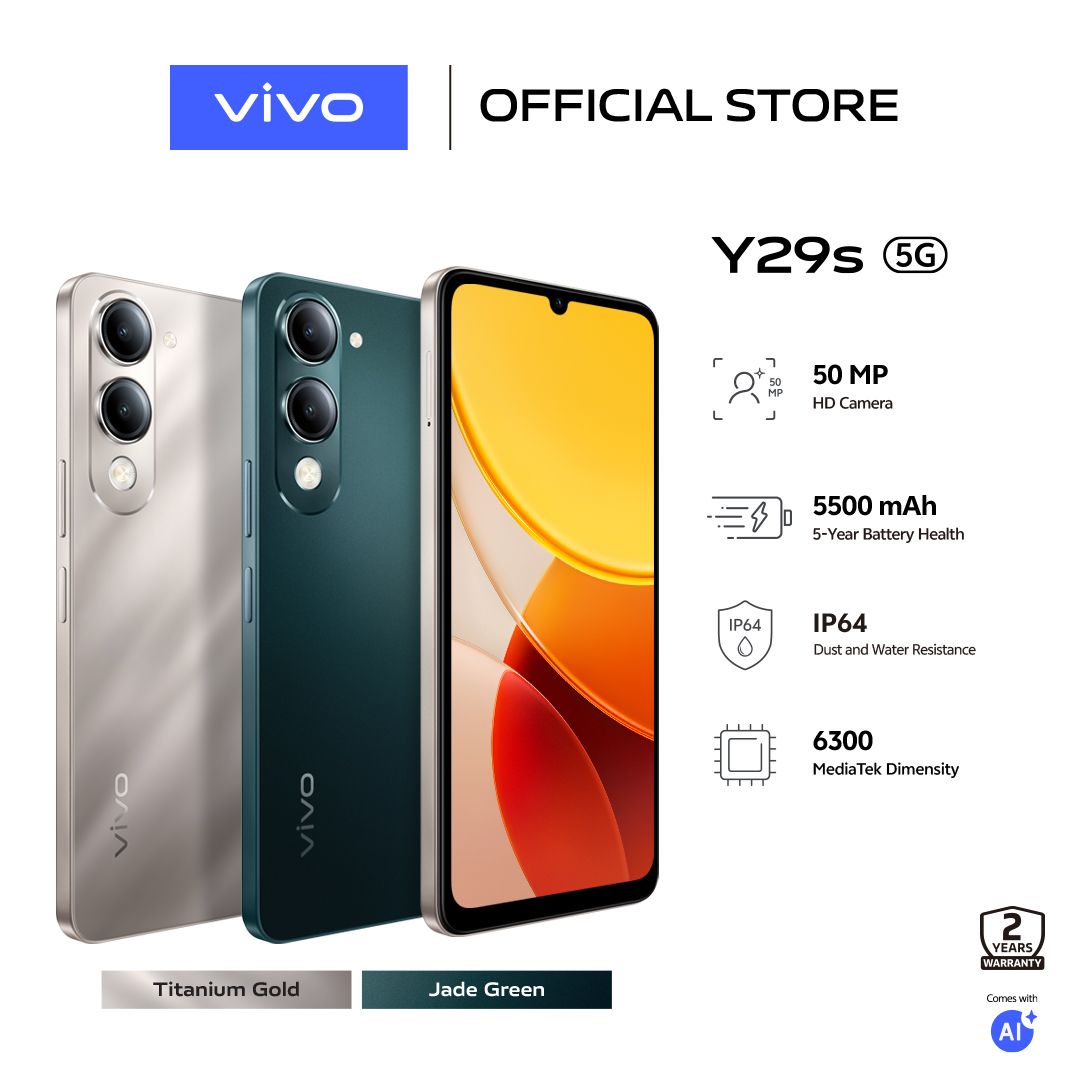 vivo
OFFICIAL STORE
Y29s 5G
50 MP
50 MP
HD Camera
5500 mAh
5-Year Battery Health
IP64
IP64
Dust and Water Resistance
6300
MediaTek Dimensity
vivo
vivo
Titanium Gold
Jade Green
2
YEARS
WARRANTY
Comes with
AI